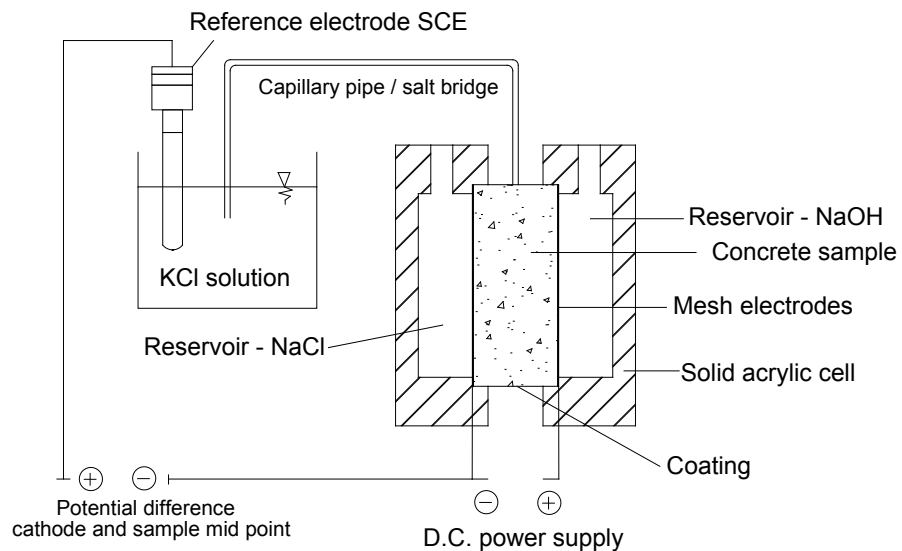 Reference electrode SCE
Capillary pipe / salt bridge
Reservoir - NaOH
Concrete sample
KCl solution
Mesh electrodes
Reservoir - NaCl
Solid acrylic cell
Coating
+ - - +
Potential difference
cathode and sample mid point
D.C. power supply